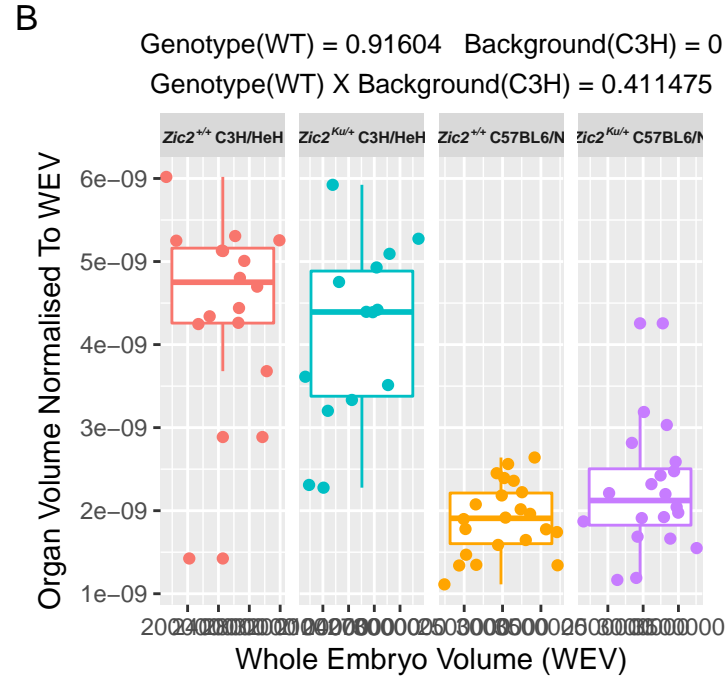 B
Genotype(WT) = 0.91604 Background(C3H) = 0
Genotype(WT) X Background(C3H) = 0.411475
Zic2+/+ C3H/HeH Zic2Ku/+ C3H/HeH Zic2+/+ C57BL6/N Zic2Ku/+ C57BL6/N
Organ Volume Normalised To WEV
6e−09
5e−09
4e−09
3e−09
2e−09
1e−09
Whole Embryo Volume (WEV)